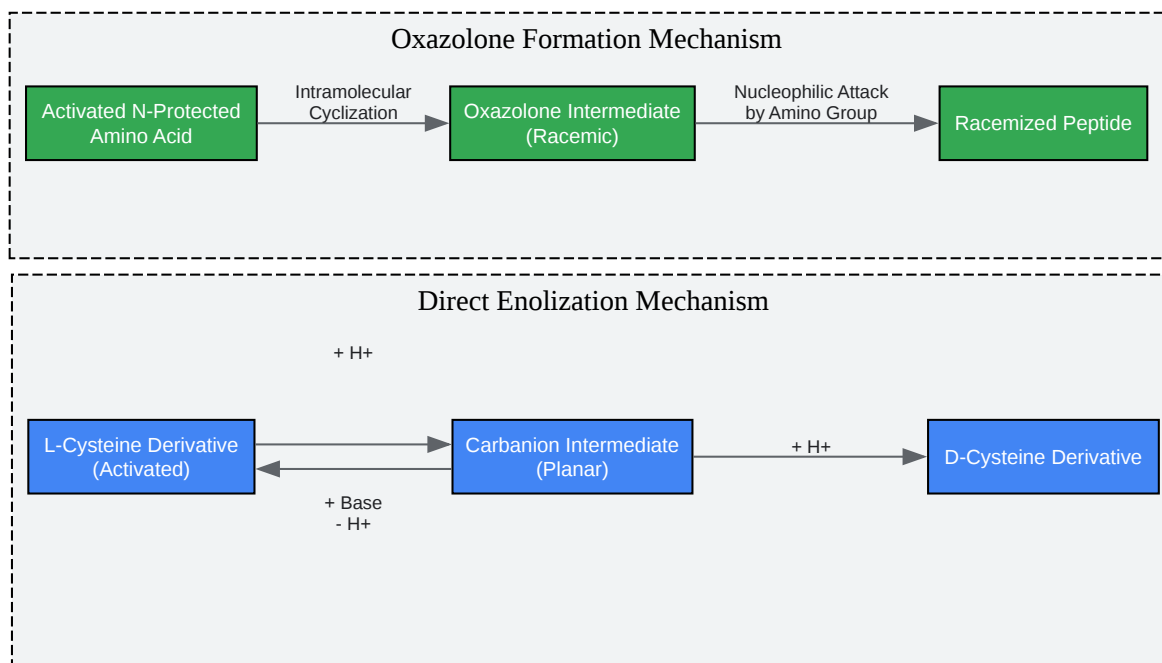 Oxazolone Formation Mechanism
Activated N-Protected
Amino Acid
Intramolecular
Cyclization
Oxazolone Intermediate
(Racemic)
Nucleophilic Attack
by Amino Group
Racemized Peptide
Direct Enolization Mechanism
+ H+
L-Cysteine Derivative
(Activated)
+ Base
- H+
Carbanion Intermediate
(Planar)
+ H+
D-Cysteine Derivative